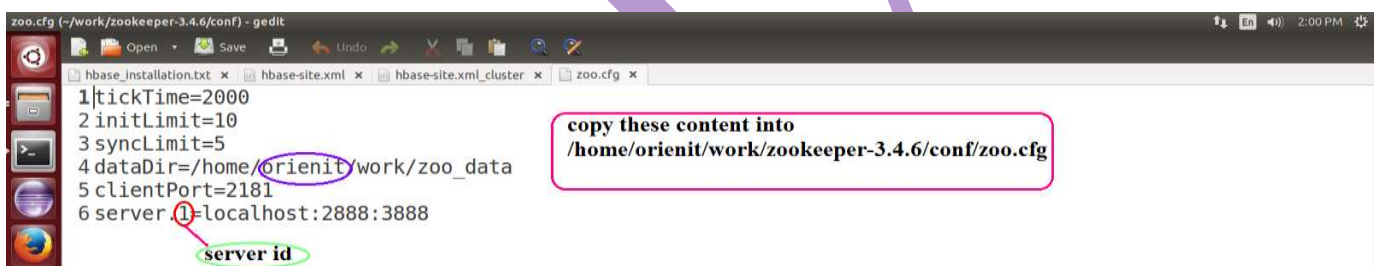 zoo.cfg (~/work/zookeeper-3.4.6/conf) - gedit
En 2:00 PM
Open Save Undo
hbase_installation.txt × hbase-site.xml × hbase-site.xml_cluster × zoo.cfg ×
1 tickTime=2000
2 initLimit=10
3 syncLimit=5
4 dataDir=/home/orienit/work/zoo_data
5 clientPort=2181
6 server.1=localhost:2888:3888
server id
copy these content into
/home/orienit/work/zookeeper-3.4.6/conf/zoo.cfg